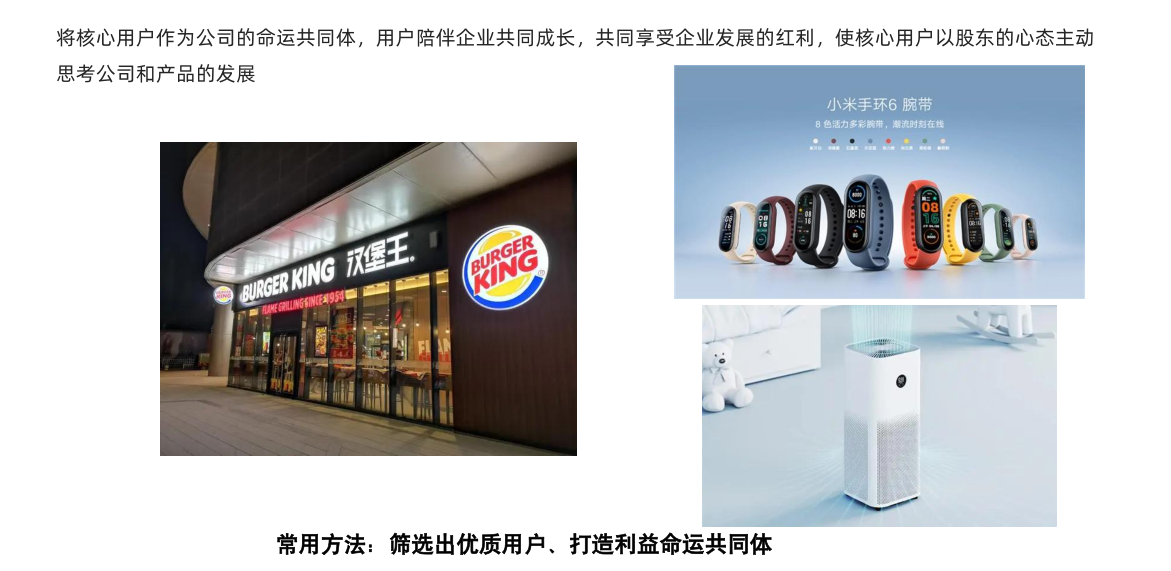 将核心用户作为公司的命运共同体，用户陪伴企业共同成长，共同享受企业发展的红利，使核心用户以股东的心态主动
思考公司和产品的发展
小米手环6 腕带
8 色活力多彩腕带，潮流时刻在线
BURGER KING 汉堡王
FLAME GRILLING SINCE 1954
BURGER
KING
08:16
常用方法：筛选出优质用户、打造利益命运共同体